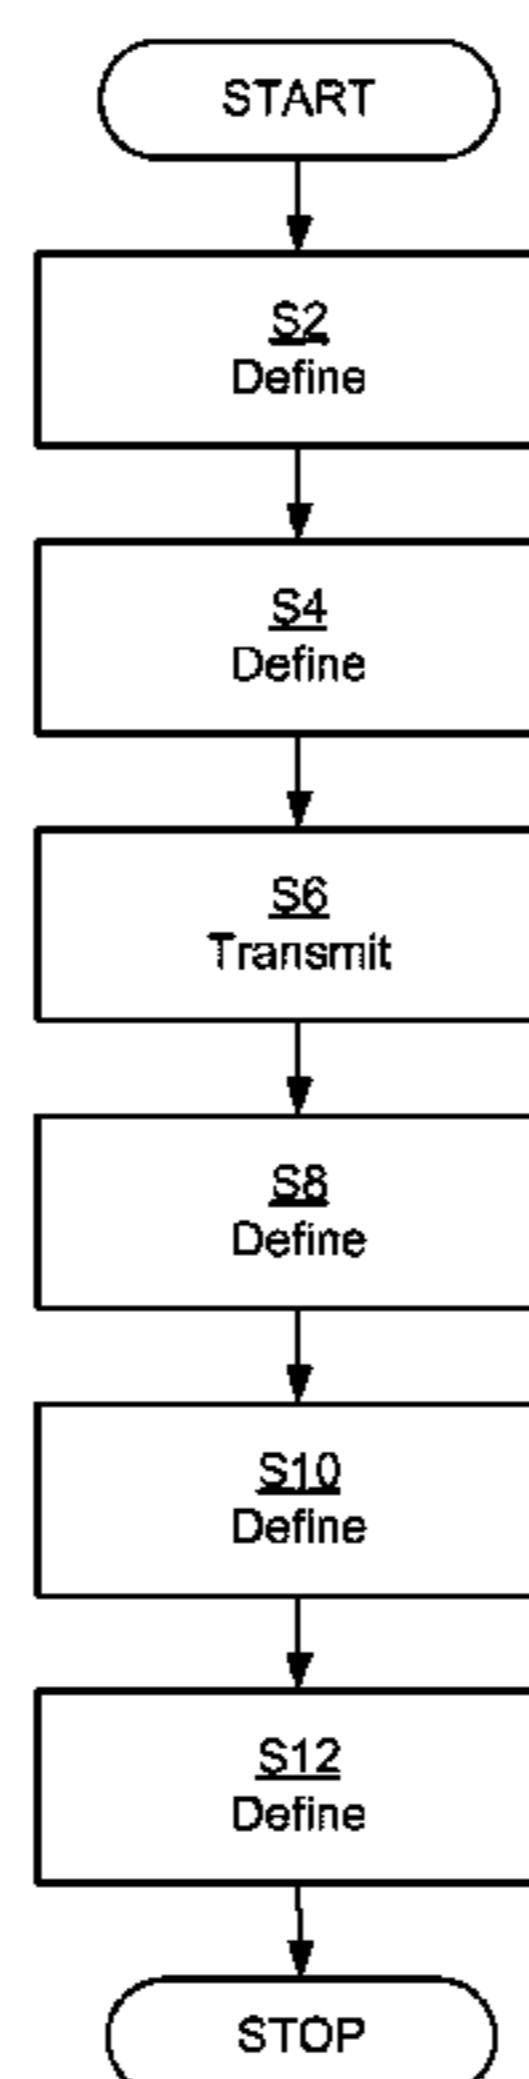 START
S2
Define
S4
Define
S6
Transmit
S8
Define
S10
Define
S12
Define
STOP